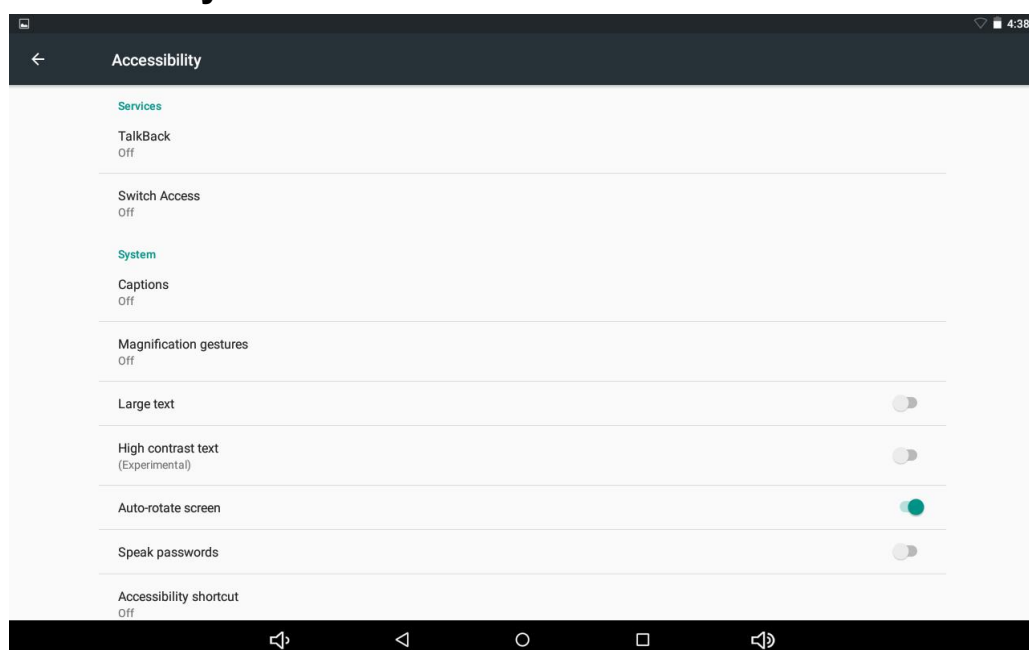 4:38
Accessibility
Services
TalkBack
Off
Switch Access
Off
System
Captions
Off
Magnification gestures
Off
Large text
High contrast text
(Experimental)
Auto-rotate screen
Speak passwords
Accessibility shortcut
Off